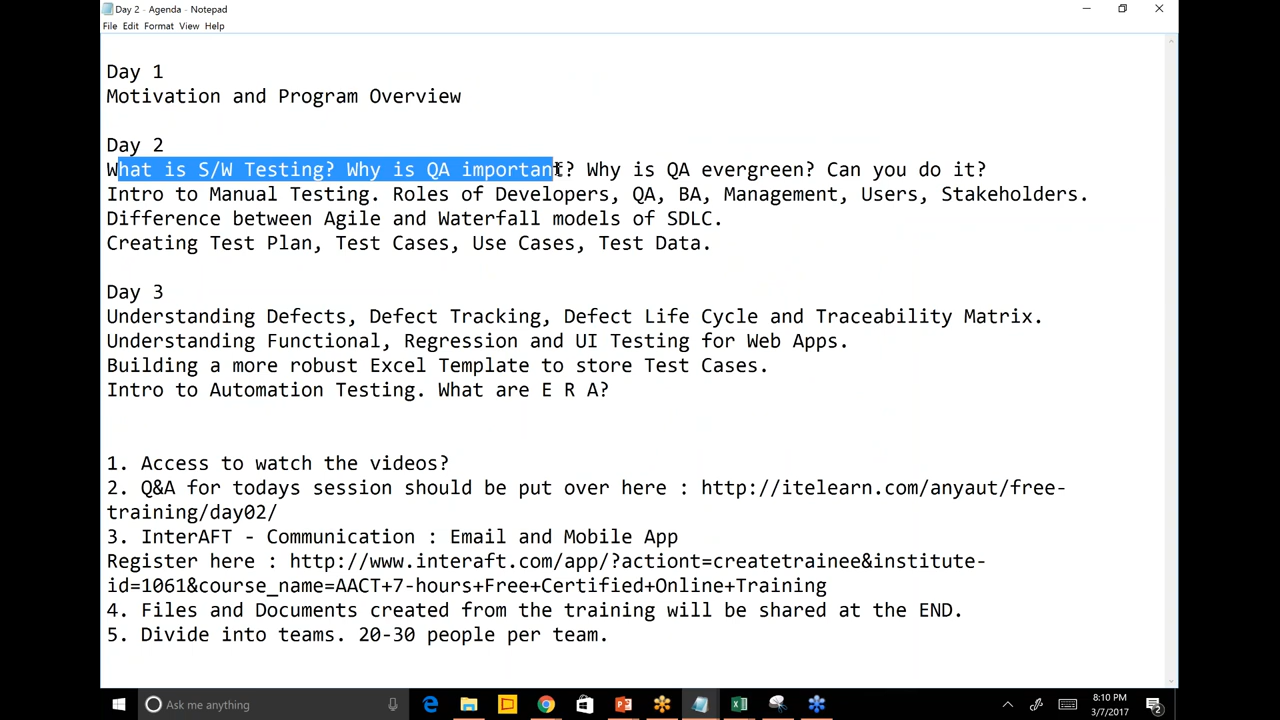 Day 2 - Agenda - Notepad
File Edit Format View Help
Day 1
Motivation and Program Overview
Day 2
What is S/W Testing? Why is QA important? Why is QA evergreen? Can you do it?
Intro to Manual Testing. Roles of Developers, QA, BA, Management, Users, Stakeholders.
Difference between Agile and Waterfall models of SDLC.
Creating Test Plan, Test Cases, Use Cases, Test Data.
Day 3
Understanding Defects, Defect Tracking, Defect Life Cycle and Traceability Matrix.
Understanding Functional, Regression and UI Testing for Web Apps.
Building a more robust Excel Template to store Test Cases.
Intro to Automation Testing. What are E R A?
1. Access to watch the videos?
2. Q&A for todays session should be put over here : http://itelearn.com/anyaut/free-
training/day02/
3. InterAFT - Communication : Email and Mobile App
Register here : http://www.interaft.com/app/?actiont=createtrainee&institute-
id=1061&course_name=AACT+7-hours+Free+Certified+Online+Training
4. Files and Documents created from the training will be shared at the END.
5. Divide into teams. 20-30 people per team.
Ask me anything
8:10 PM
3/7/2017
2